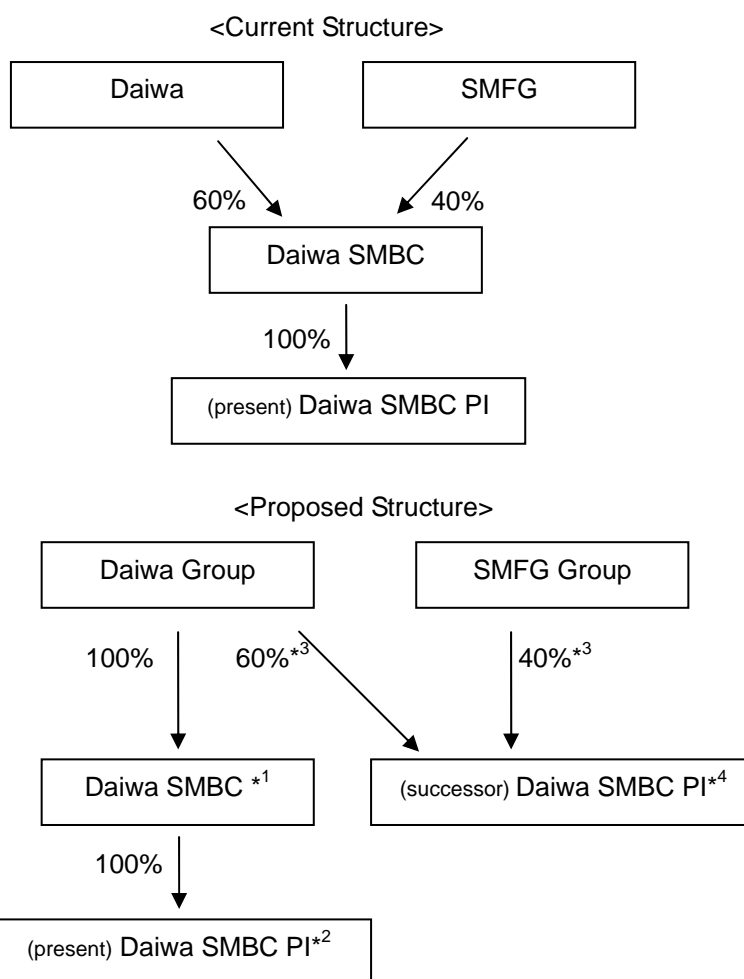 <Current Structure>
Daiwa SMFG
60% 40%
Daiwa SMBC
100%
(present) Daiwa SMBC PI
<Proposed Structure>
Daiwa Group SMFG Group
100% 60%*3 40%*3
Daiwa SMBC *1 (successor) Daiwa SMBC PI*4
100%
(present) Daiwa SMBC PI*2